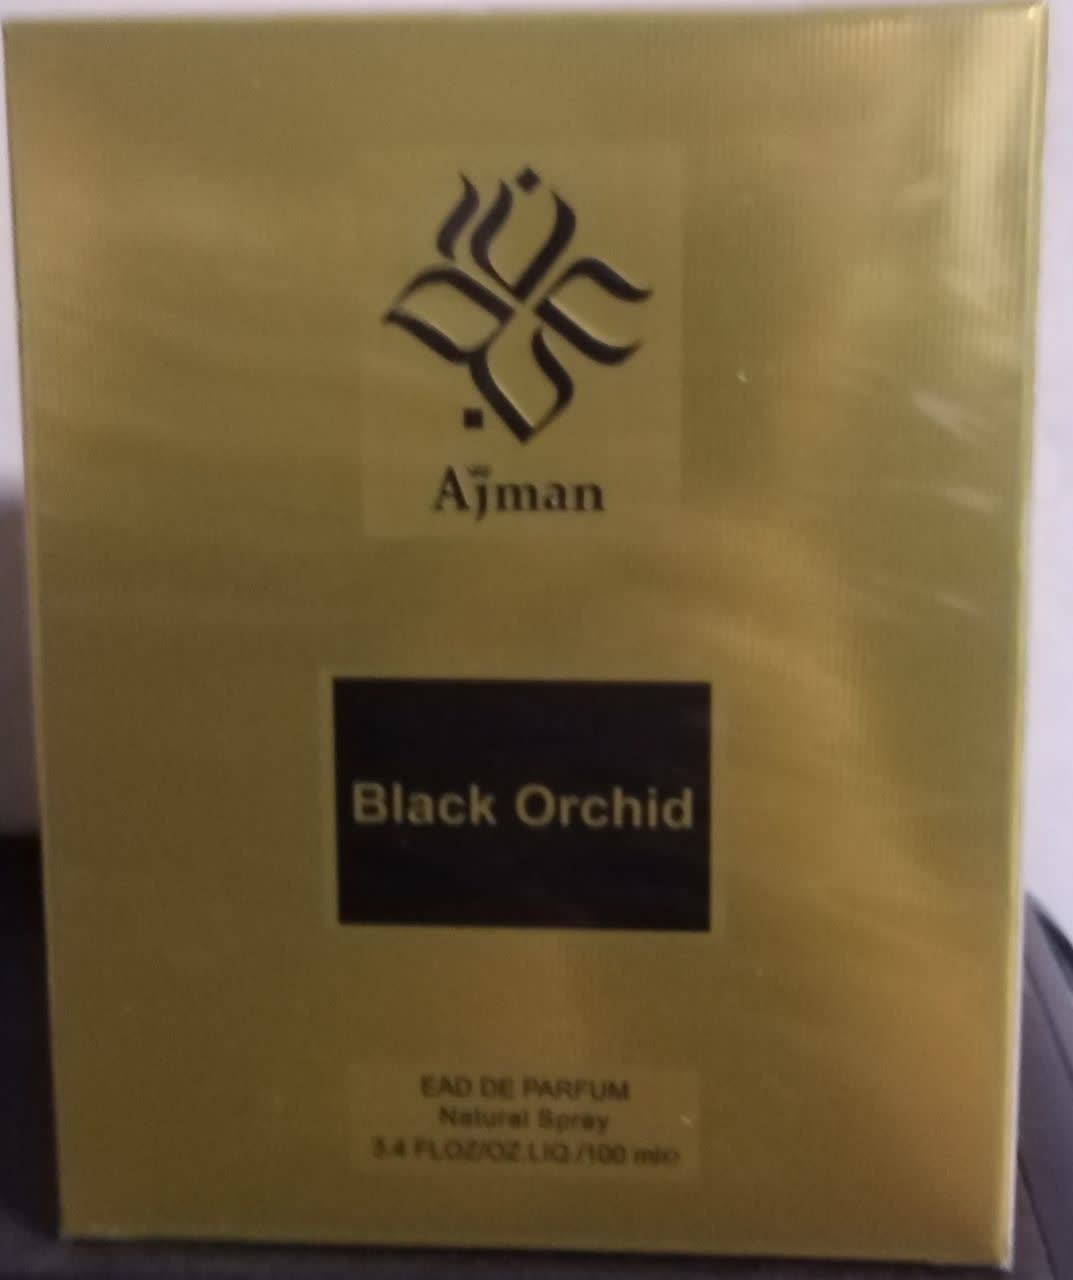 Ajman
Black Orchid
EAD DE PARFUM
Natural Spray
3.4 FLOZ/OZ.LIQ./100 ml℮